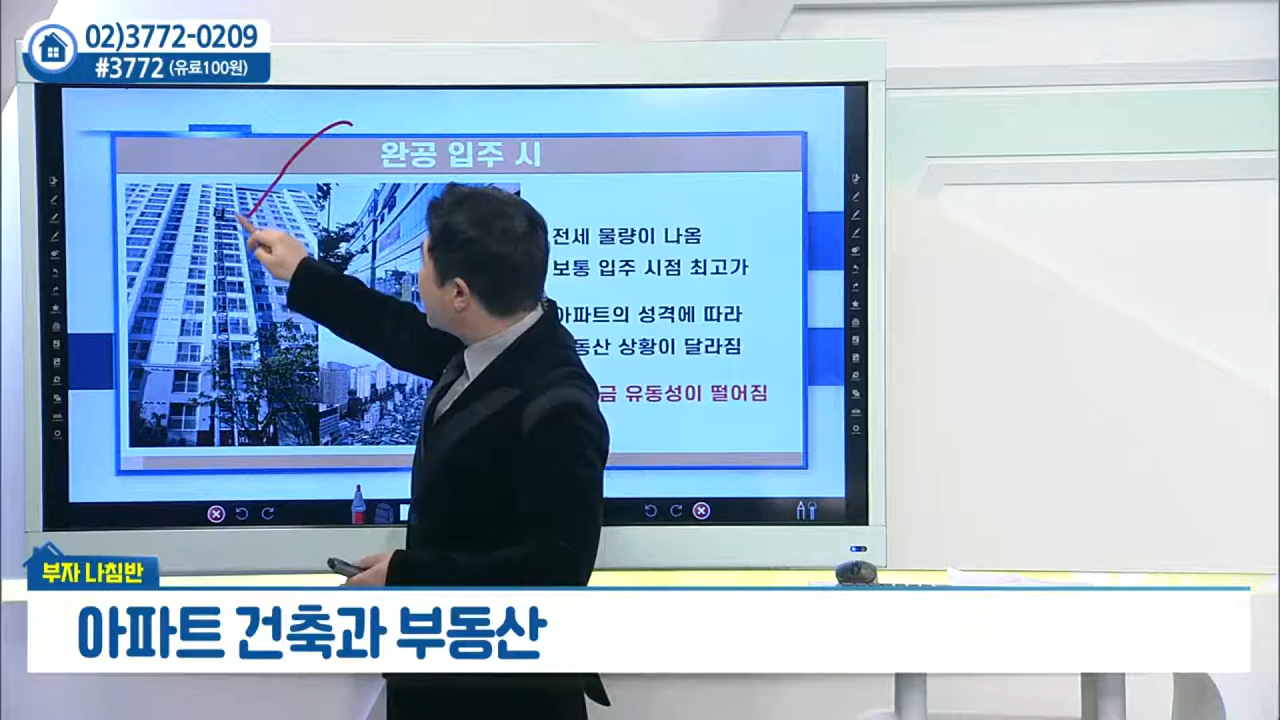 02)3772-0209
#3772 (유료100원)
완공 입주 시
전세 물량이 나옴
보통 입주 시점 최고가
아파트의 성격에 따라
동산 상황이 달라짐
금 유동성이 떨어짐
부자 나침반
아파트 건축과 부동산